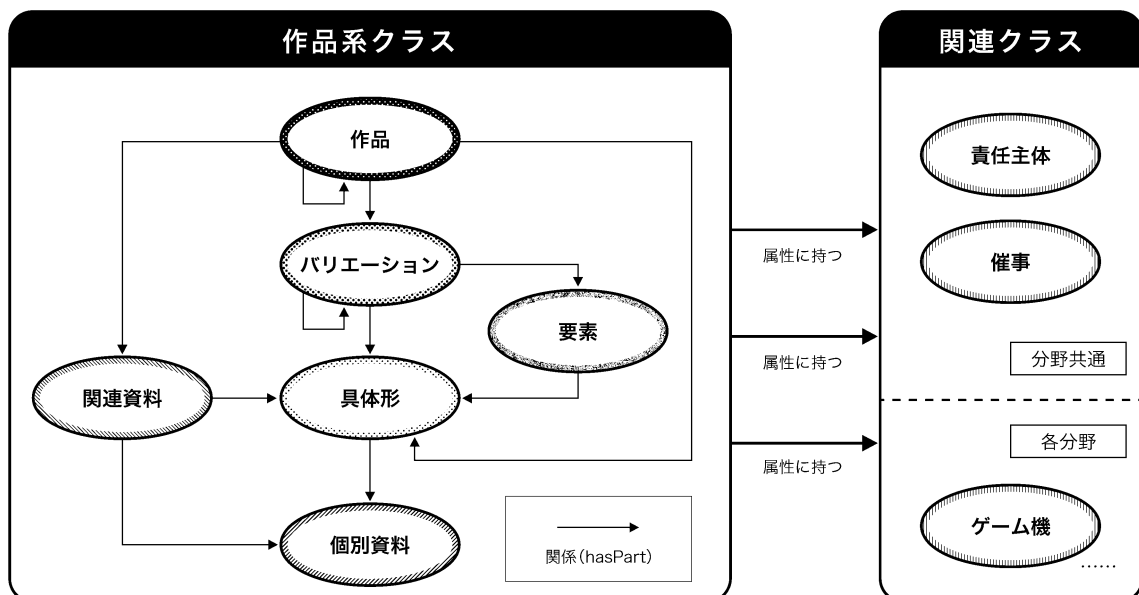 作品系クラス
作品
バリエーション
要素
関連資料
具体形
個別資料
関係(hasPart)
属性に持つ
属性に持つ
属性に持つ
関連クラス
責任主体
催事
分野共通
各分野
ゲーム機
……